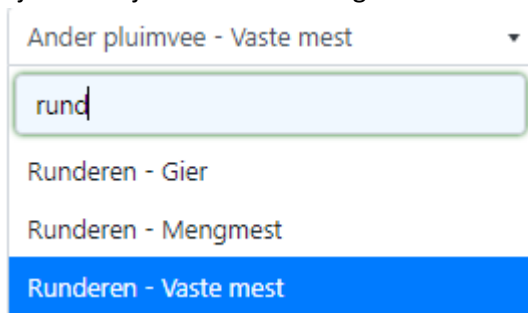 Ander pluimvee - Vaste mest
rund
Runderen - Gier
Runderen - Mengmest
Runderen - Vaste mest